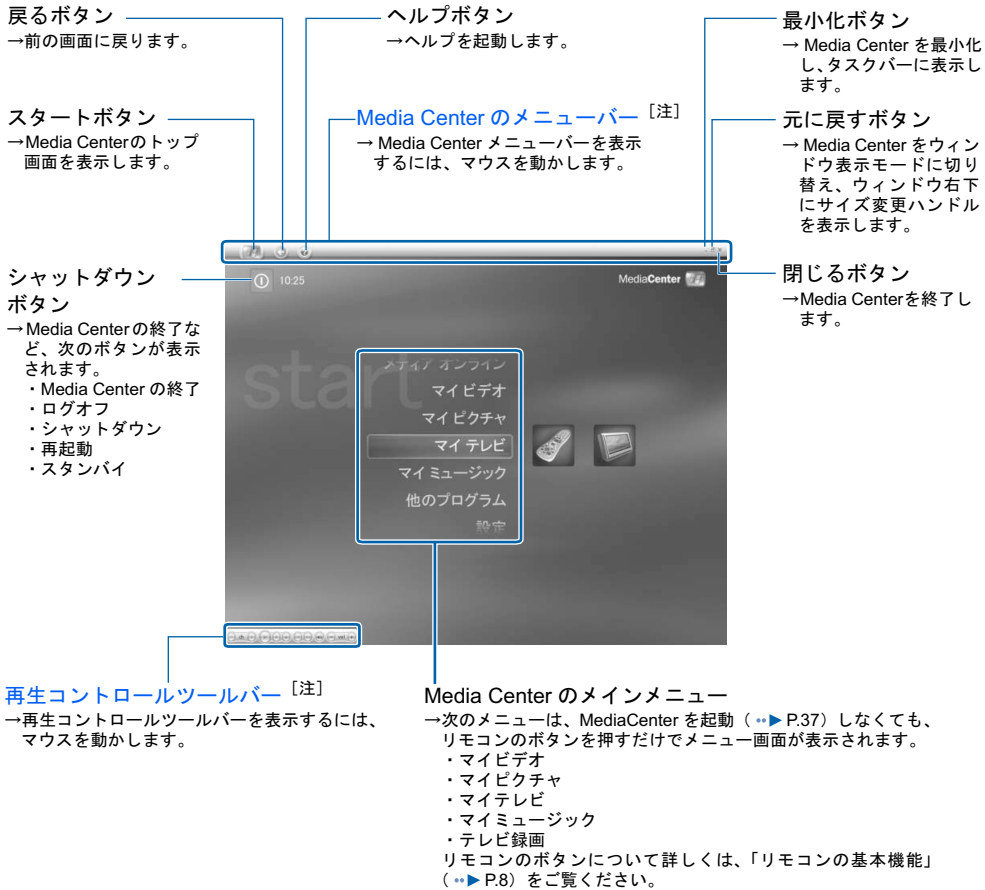 戻るボタン
→前の画面に戻ります。
ヘルプボタン
→ヘルプを起動します。
最小化ボタン
→ Media Center を最小化
し、タスクバーに表示し
ます。
スタートボタン
→Media Centerのトップ
画面を表示します。
Media Center のメニューバー [注]
→ Media Center メニューバーを表示
するには、マウスを動かします。
元に戻すボタン
→ Media Center をウィン
ドウ表示モードに切り
替え、ウィンドウ右下
にサイズ変更ハンドル
を表示します。
シャットダウン
ボタン
→ Media Centerの終了な
ど、次のボタンが表示
されます。
・Media Center の終了
・ログオフ
・シャットダウン
・再起動
・スタンバイ
閉じるボタン
→Media Centerを終了し
ます。
10:25
MediaCenter
start
メディア オンライン
マイ ビデオ
マイ ピクチャ
マイ テレビ
マイ ミュージック
他のプログラム
設定
再生コントロールツールバー [注]
→再生コントロールツールバーを表示するには、
マウスを動かします。
Media Center のメインメニュー
→次のメニューは、MediaCenter を起動( ▶ P.37)しなくても、
リモコンのボタンを押すだけでメニュー画面が表示されます。
・マイビデオ
・マイピクチャ
・マイテレビ
・マイミュージック
・テレビ録画
リモコンのボタンについて詳しくは、「リモコンの基本機能」
( ▶ P.8)をご覧ください。